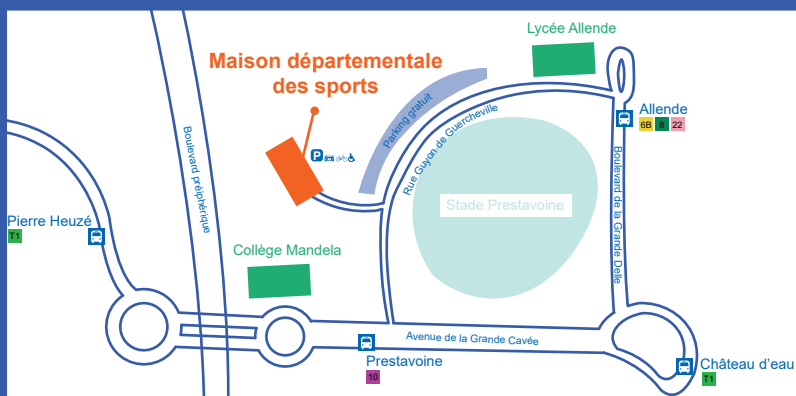 Lycée Allende
Maison départementale
des sports
Parking gratuit
Rue Guyon de Guercheville
Allende
6B 8 22
P
Boulevard préiphérique
Boulevard de la Grande Delle
Stade Prestavoine
Pierre Heuzé
T1
Collège Mandela
Avenue de la Grande Cavée
Prestavoine
10
Château d'eau
T1